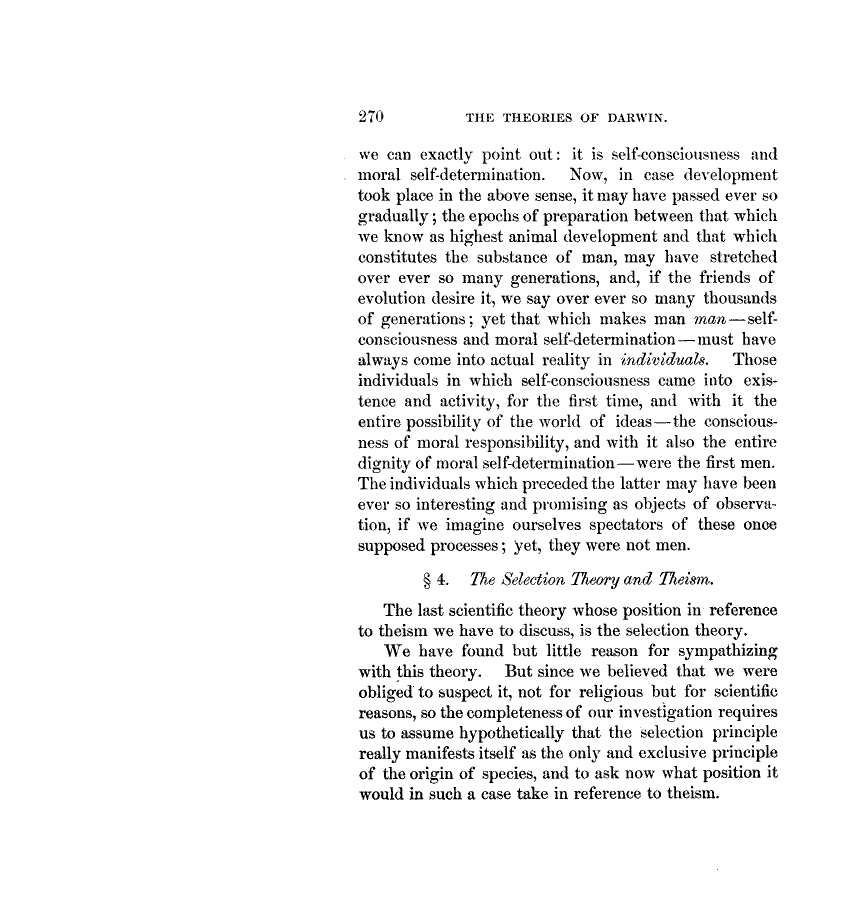 270 THE THEORIES OF DARWIN.
we can exactly point out: it is self-consciousness and
moral self-determination. Now, in case development
took place in the above sense, it may have passed ever so
gradually; the epochs of preparation between that which
we know as highest animal development and that which
constitutes the substance of man, may have stretched
over ever so many generations, and, if the friends of
evolution desire it, we say over ever so many thousands
of generations; yet that which makes man man—self-
consciousness and moral self-determination—must have
always come into actual reality in individuals. Those
individuals in which self-consciousness came into exis-
tence and activity, for the first time, and with it the
entire possibility of the world of ideas—the conscious-
ness of moral responsibility, and with it also the entire
dignity of moral self-determination—were the first men.
The individuals which preceded the latter may have been
ever so interesting and promising as objects of observa-
tion, if we imagine ourselves spectators of these once
supposed processes; yet, they were not men.
§ 4. The Selection Theory and Theism.
The last scientific theory whose position in reference
to theism we have to discuss, is the selection theory.
We have found but little reason for sympathizing
with this theory. But since we believed that we were
obliged to suspect it, not for religious but for scientific
reasons, so the completeness of our investigation requires
us to assume hypothetically that the selection principle
really manifests itself as the only and exclusive principle
of the origin of species, and to ask now what position it
would in such a case take in reference to theism.